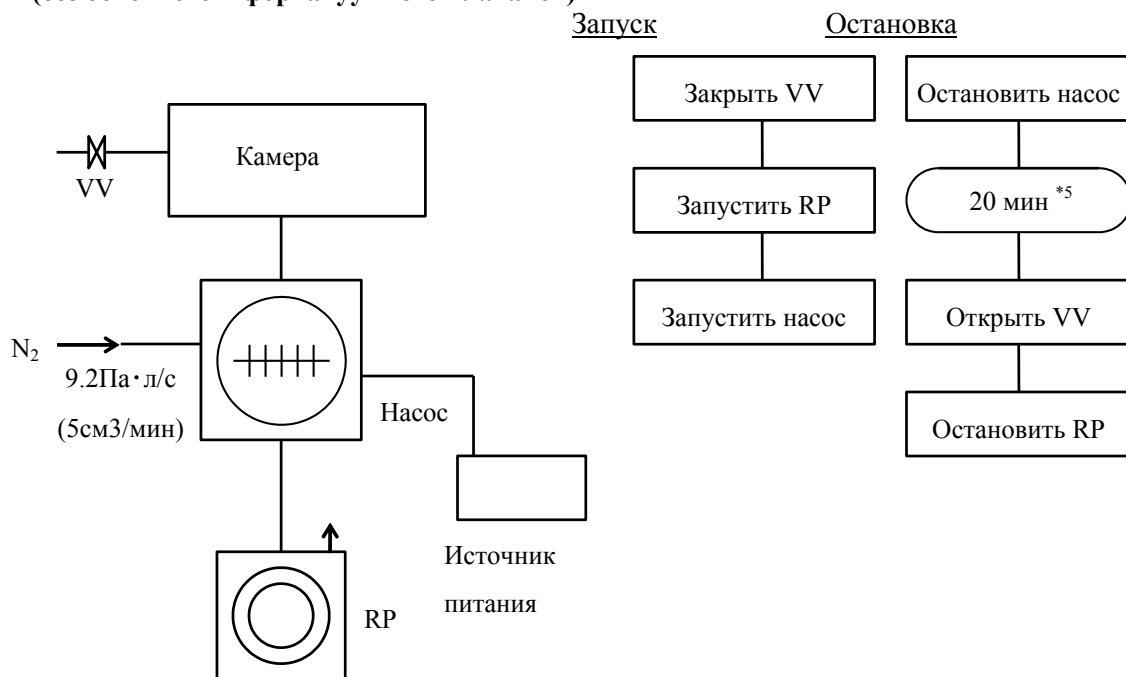 Запуск
Остановка
Закрыть VV
Запустить RP
Запустить насос
Остановить насос
20 мин *5
Открыть VV
Остановить RP
Камера
VV
N2
9.2Па·л/с
(5см3/мин)
Насос
Источник
питания
RP